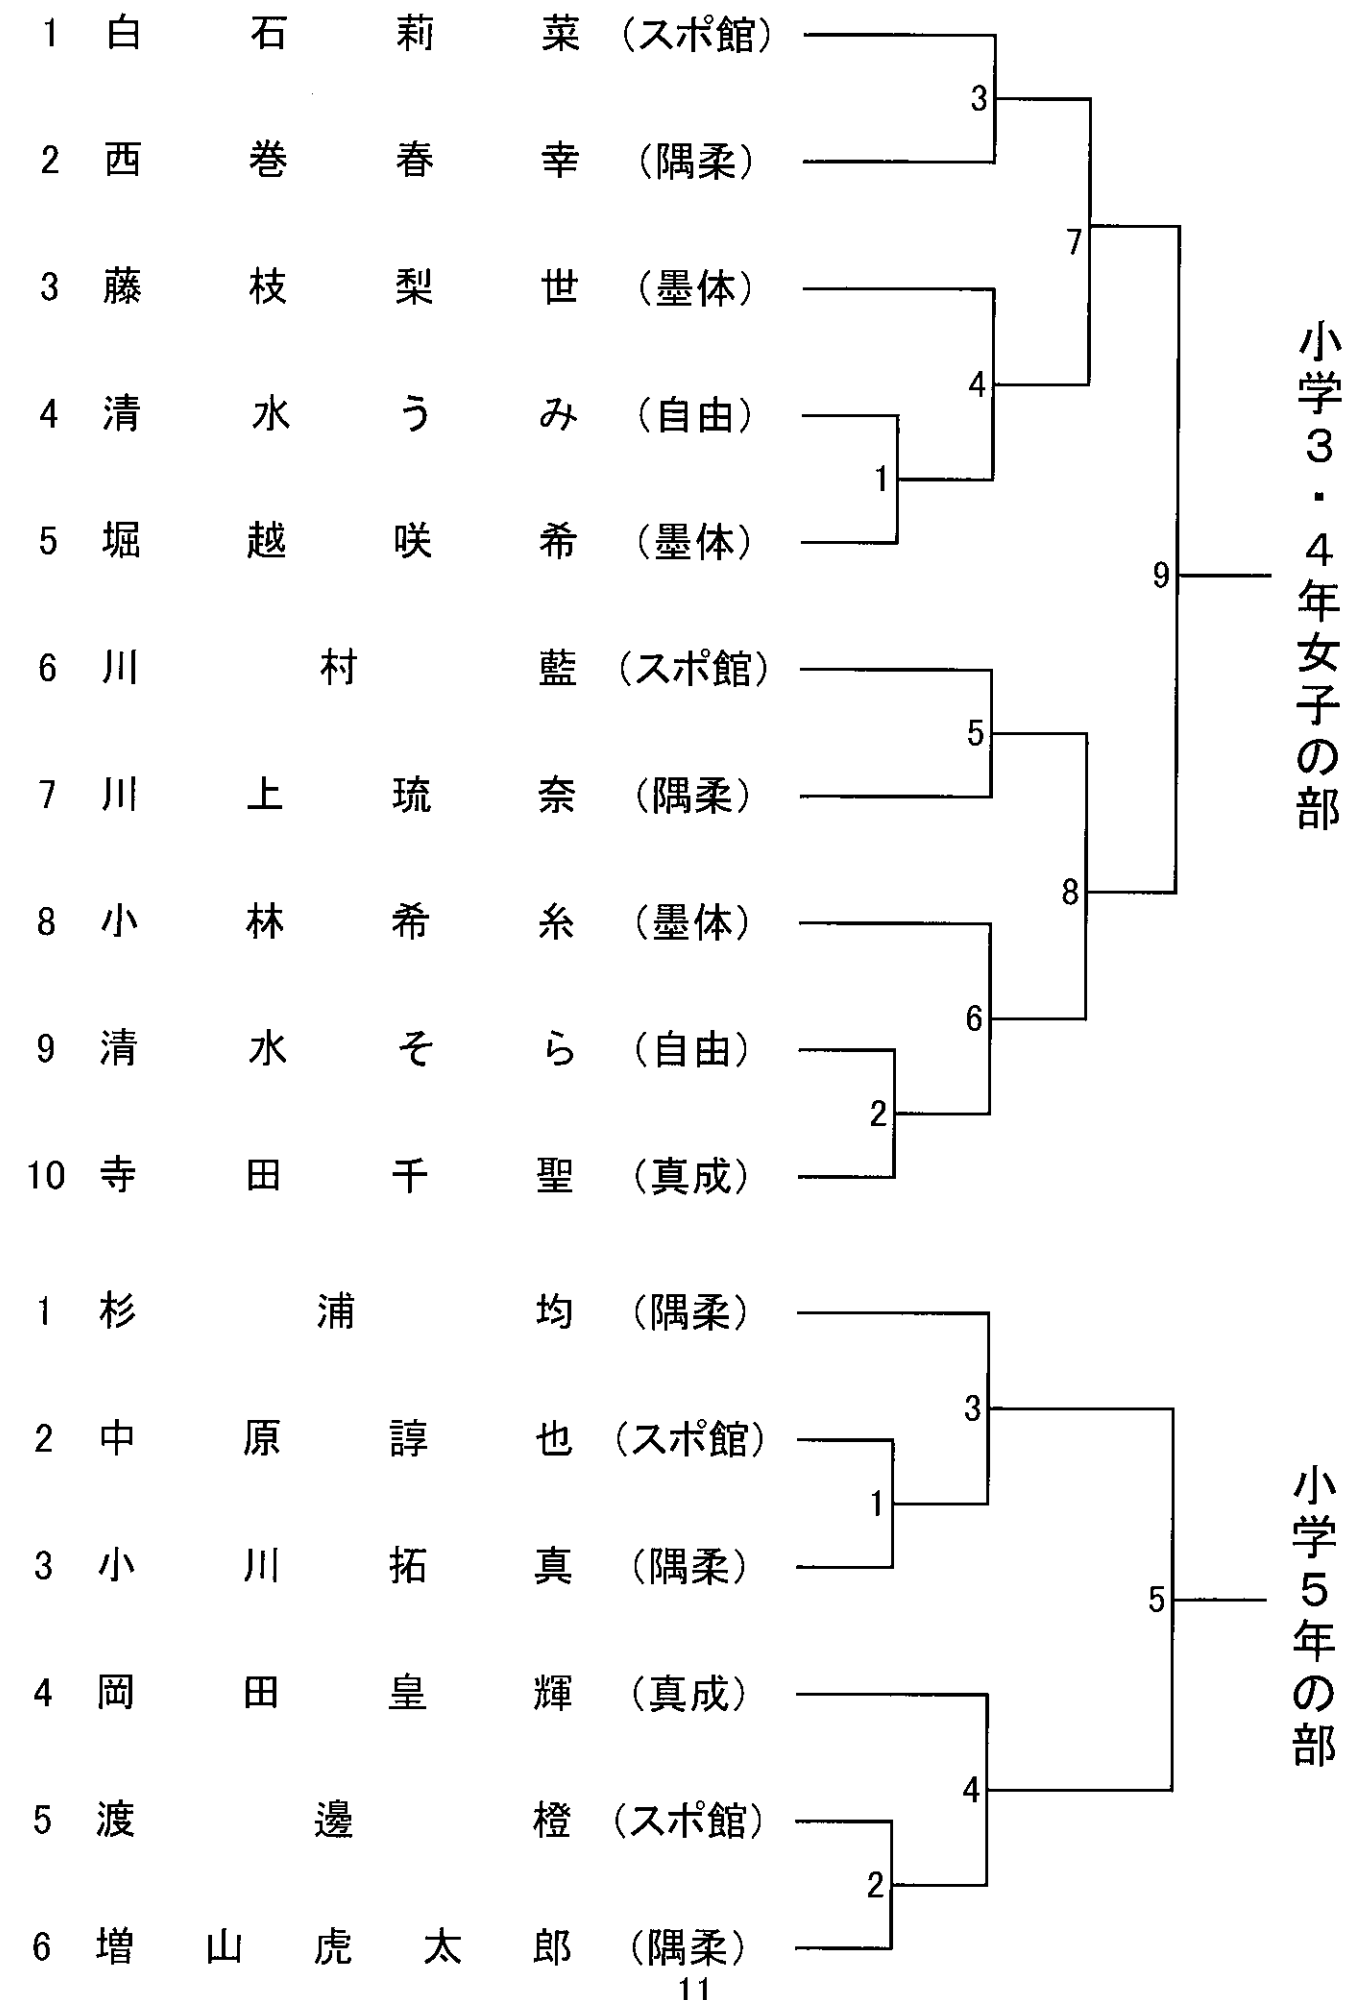 1 白石莉菜 (スポ館)
3
2 西巻春幸 (隅柔)
7
3 藤枝梨世 (墨体)
4
4 清水うみ (自由)
1
5 堀越咲希 (墨体)
9
6 川村藍 (スポ館)
5
7 川上琉奈 (隅柔)
8
8 小林希糸 (墨体)
6
9 清水そら (自由)
2
10 寺田千聖 (真成)
小学3・4年女子の部
1 杉浦均 (隅柔)
3
2 中原諄也 (スポ館)
1
3 小川拓真 (隅柔)
5
4 岡田皇輝 (真成)
4
5 渡邊橙 (スポ館)
2
6 増山虎太郎 (隅柔)
小学5年の部
11